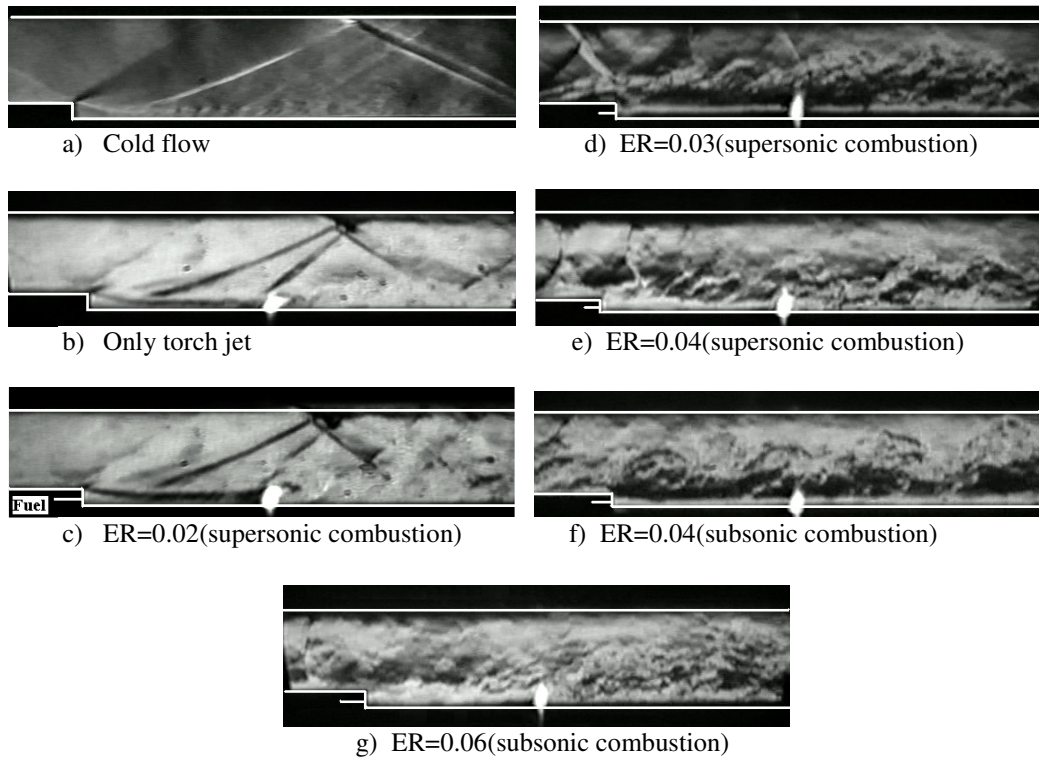 a) Cold flow
b) Only torch jet
Fuel
c) ER=0.02(supersonic combustion)
d) ER=0.03(supersonic combustion)
e) ER=0.04(supersonic combustion)
f) ER=0.04(subsonic combustion)
g) ER=0.06(subsonic combustion)